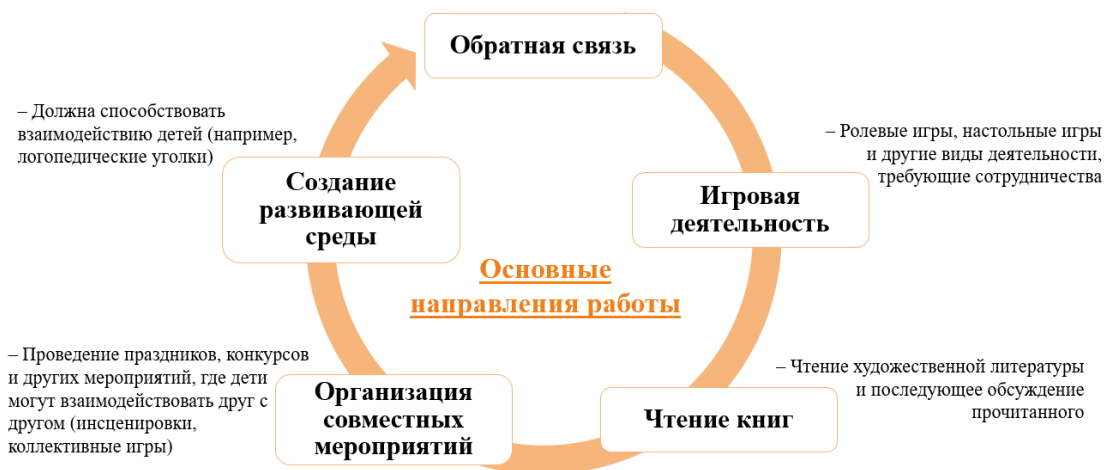 Обратная связь
– Должна способствовать
взаимодействию детей (например,
логопедические уголки)
– Ролевые игры, настольные игры
и другие виды деятельности,
требующие сотрудничества
Создание
развивающей
среды
Игровая
деятельность
Основные
направления работы
– Проведение праздников, конкурсов
и других мероприятий, где дети
могут взаимодействовать друг с
другом (инсценировки,
коллективные игры)
Организация
совместных
мероприятий
Чтение книг
– Чтение художественной литературы
и последующее обсуждение
прочитанного